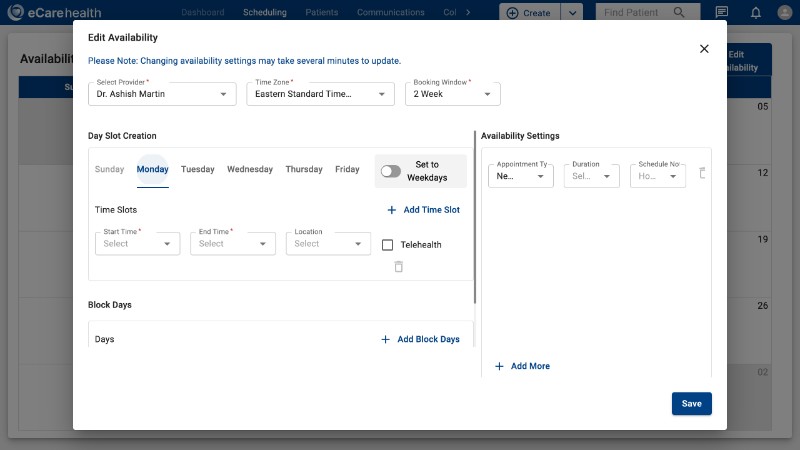 eCarehealth
Dashboard Scheduling Patients Communications Col
Create
Find Patient
Edit Availability
Please Note: Changing availability settings may take several minutes to update.
Select Provider *
Dr. Ashish Martin
Time Zone *
Eastern Standard Time...
Booking Window *
2 Week
Edit
Day Slot Creation
Sunday Monday Tuesday Wednesday Thursday Friday
Set to
Weekdays
Time Slots
+ Add Time Slot
Start Time *
Select
End Time *
Select
Location
Select
Telehealth
Block Days
Days
+ Add Block Days
Availability Settings
Appointment Ty
Ne...
Duration
Sel...
Schedule No
Ho...
+ Add More
Save
05
12
19
26
02